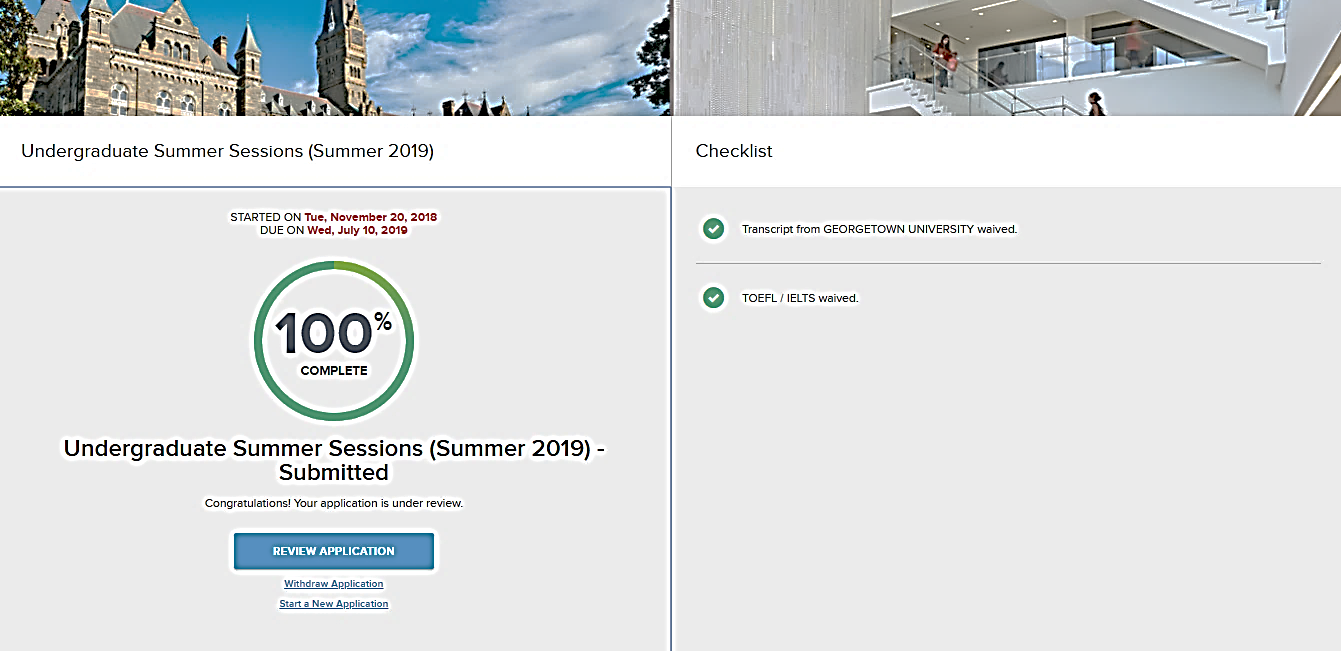 Undergraduate Summer Sessions (Summer 2019)
STARTED ON Tue, November 20, 2018
DUE ON Wed, July 10, 2019
100%
COMPLETE
Undergraduate Summer Sessions (Summer 2019) -
Submitted
Congratulations! Your application is under review.
REVIEW APPLICATION
Withdraw Application
Start a New Application
Checklist
Transcript from GEORGETOWN UNIVERSITY waived.
TOEFL / IELTS waived.